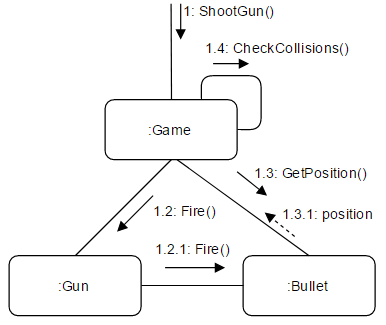 1: ShootGun()
1.4: CheckCollisions()
:Game
1.3: GetPosition()
1.2: Fire()
1.3.1: position
1.2.1: Fire()
:Gun
:Bullet